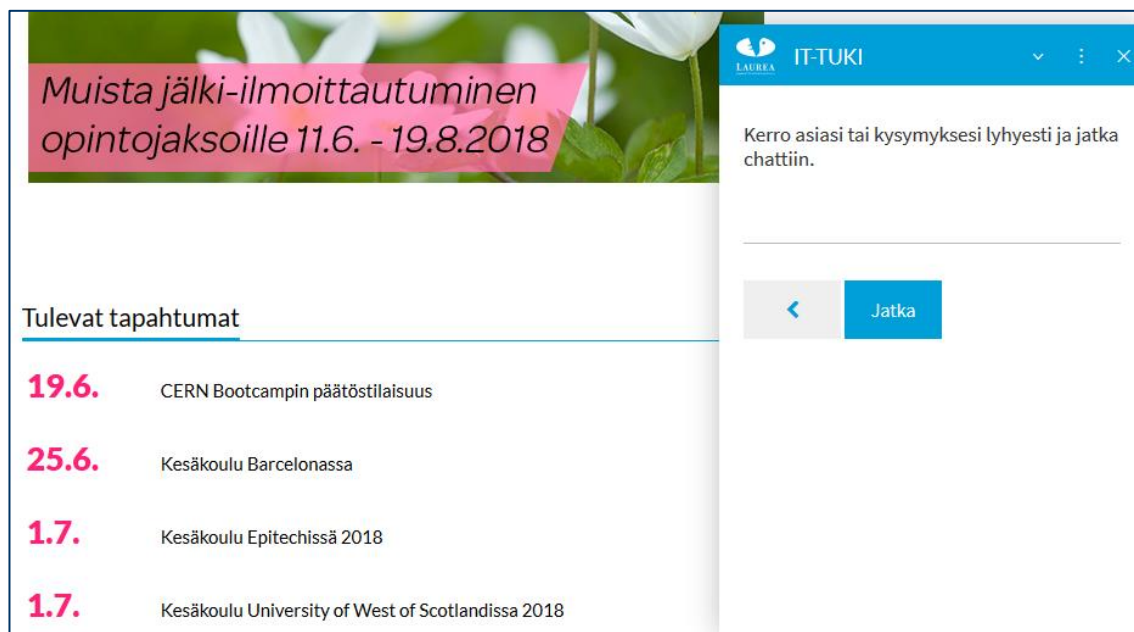 Muista jälki-ilmoittautuminen
opintojaksoille 11.6. - 19.8.2018
Tulevat tapahtumat
19.6. CERN Bootcampin päätöstilaisuus
25.6. Kesäkoulu Barcelonassa
1.7. Kesäkoulu Epitechissä 2018
1.7. Kesäkoulu University of West of Scotlandissa 2018
LAUREA
IT-TUKI
Kerro asiasi tai kysymyksesi lyhyesti ja jatka
chattiin.
Jatka